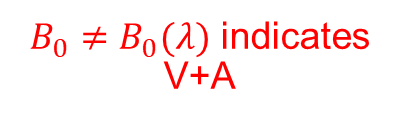 B₀ ≠ B₀(λ) indicates
V+A